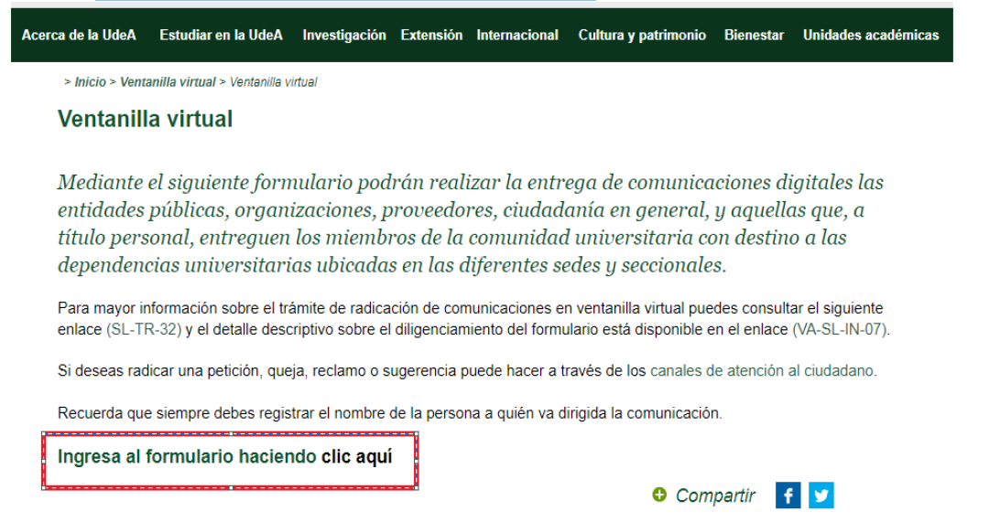 Acerca de la UdeA Estudiar en la UdeA Investigación Extensión Internacional Cultura y patrimonio Bienestar Unidades académicas
> Inicio > Ventanilla virtual > Ventanilla virtual
Ventanilla virtual
Mediante el siguiente formulario podrán realizar la entrega de comunicaciones digitales las
entidades públicas, organizaciones, proveedores, ciudadanía en general, y aquellas que, a
título personal, entreguen los miembros de la comunidad universitaria con destino a las
dependencias universitarias ubicadas en las diferentes sedes y seccionales.
Para mayor información sobre el trámite de radicación de comunicaciones en ventanilla virtual puedes consultar el siguiente
enlace (SL-TR-32) y el detalle descriptivo sobre el diligenciamiento del formulario está disponible en el enlace (VA-SL-IN-07).
Si deseas radicar una petición, queja, reclamo o sugerencia puede hacer a través de los canales de atención al ciudadano.
Recuerda que siempre debes registrar el nombre de la persona a quién va dirigida la comunicación.
Ingresa al formulario haciendo clic aquí
Compartir